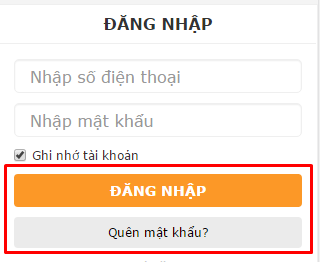 ĐĂNG NHẬP
Nhập số điện thoại
Nhập mật khẩu
Ghi nhớ tài khoản
ĐĂNG NHẬP
Quên mật khẩu?